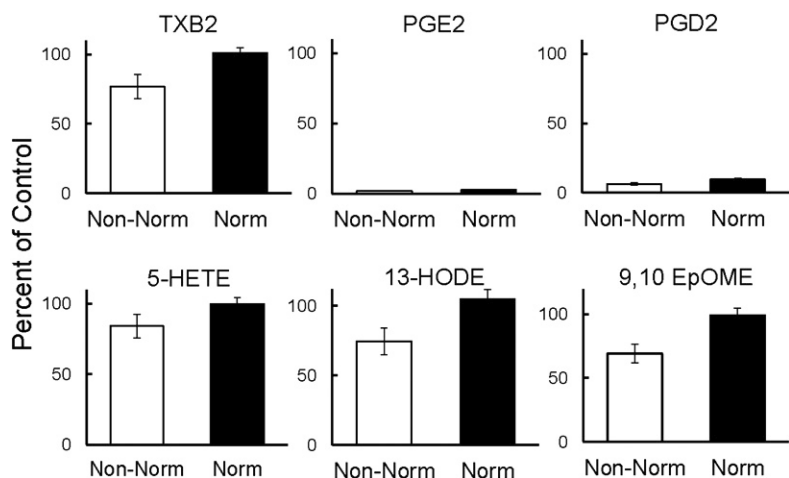 TXB2
100
50
0
Non-Norm Norm
PGE2
100
50
0
Non-Norm Norm
PGD2
100
50
0
Non-Norm Norm
Percent of Control
5-HETE
100
50
0
Non-Norm Norm
13-HODE
100
50
0
Non-Norm Norm
9,10 EpOME
100
50
0
Non-Norm Norm